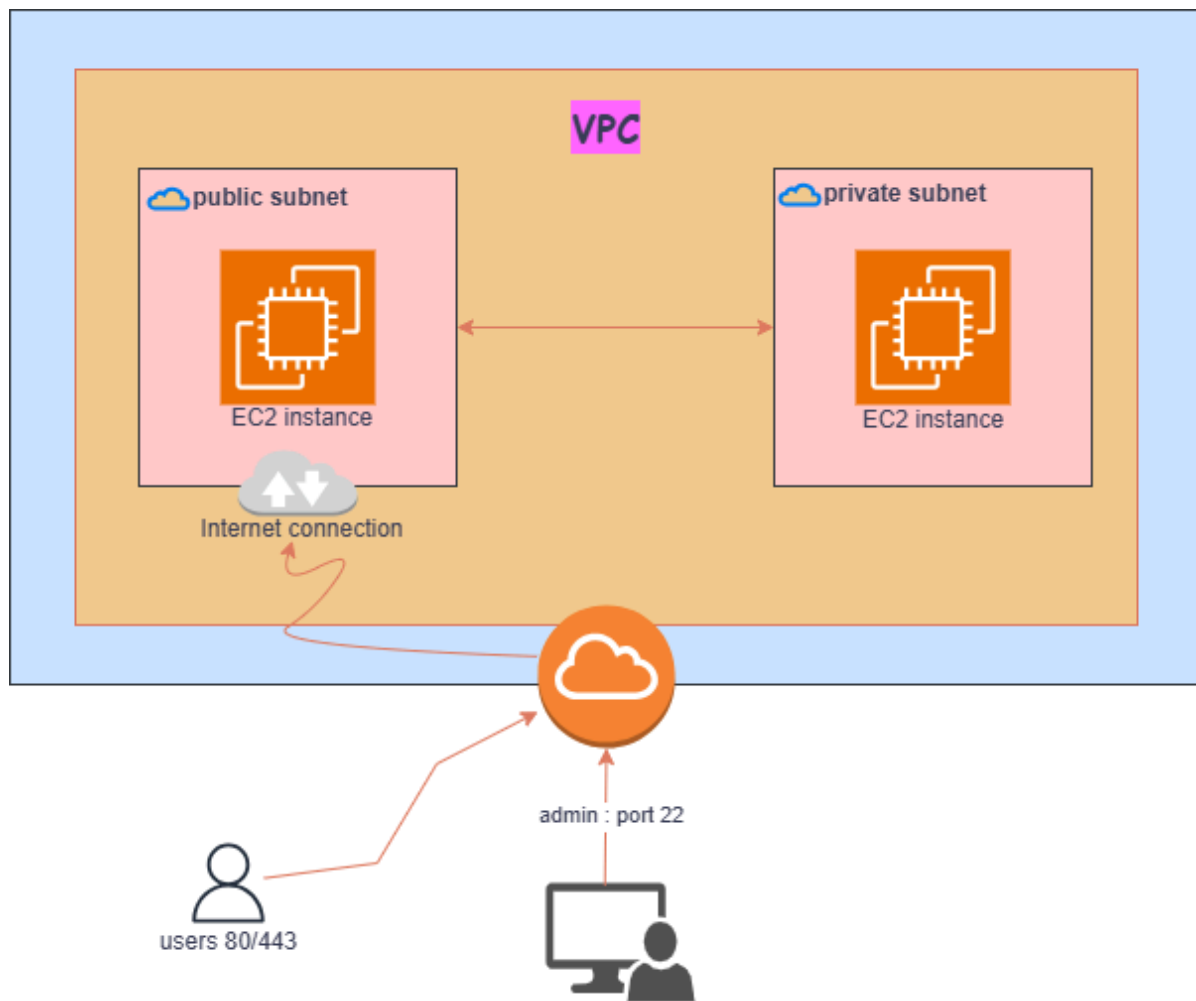 VPC
public subnet
private subnet
EC2 instance
EC2 instance
Internet connection
admin : port 22
users 80/443